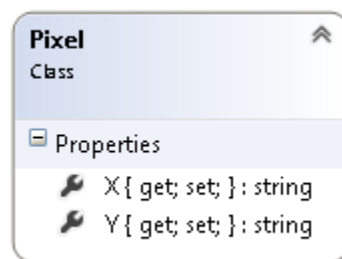 Pixel
Class
Properties
X { get; set; } : string
Y { get; set; } : string